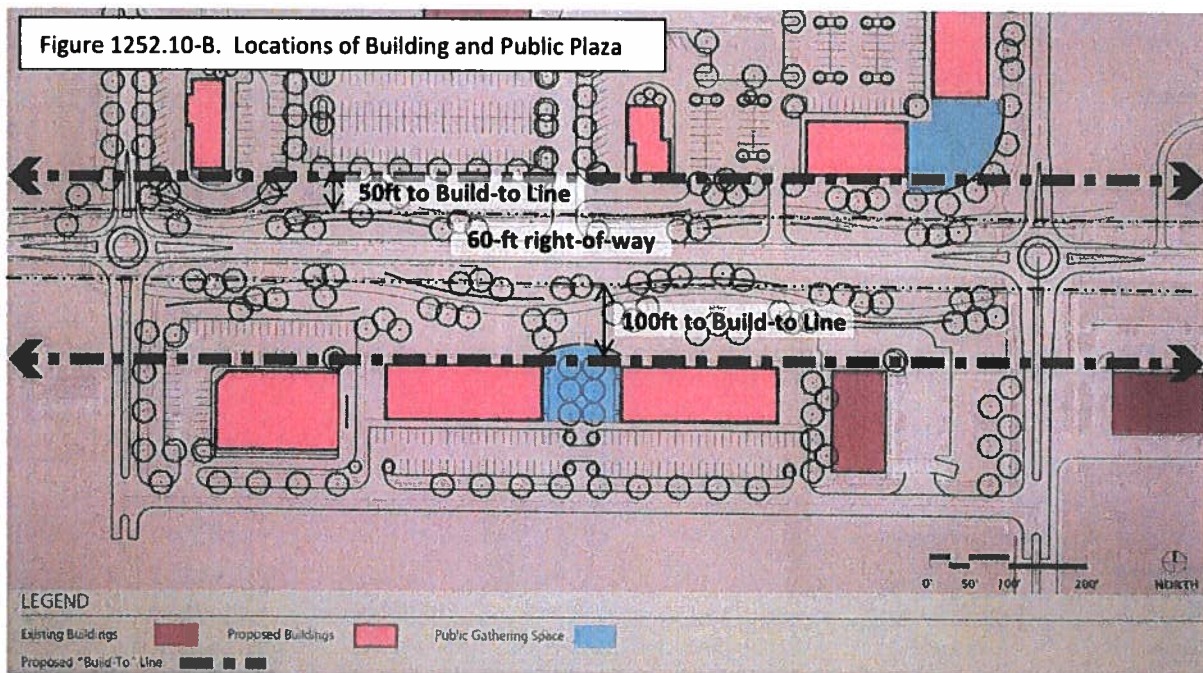 Figure 1252.10-B. Locations of Building and Public Plaza
50ft to Build-to Line
60-ft right-of-way
100ft to Build-to Line
0' 50' 100' 200'
NORTH
LEGEND
Existing Buildings Proposed Buildings Public Gathering Space
Proposed "Build-To" Line